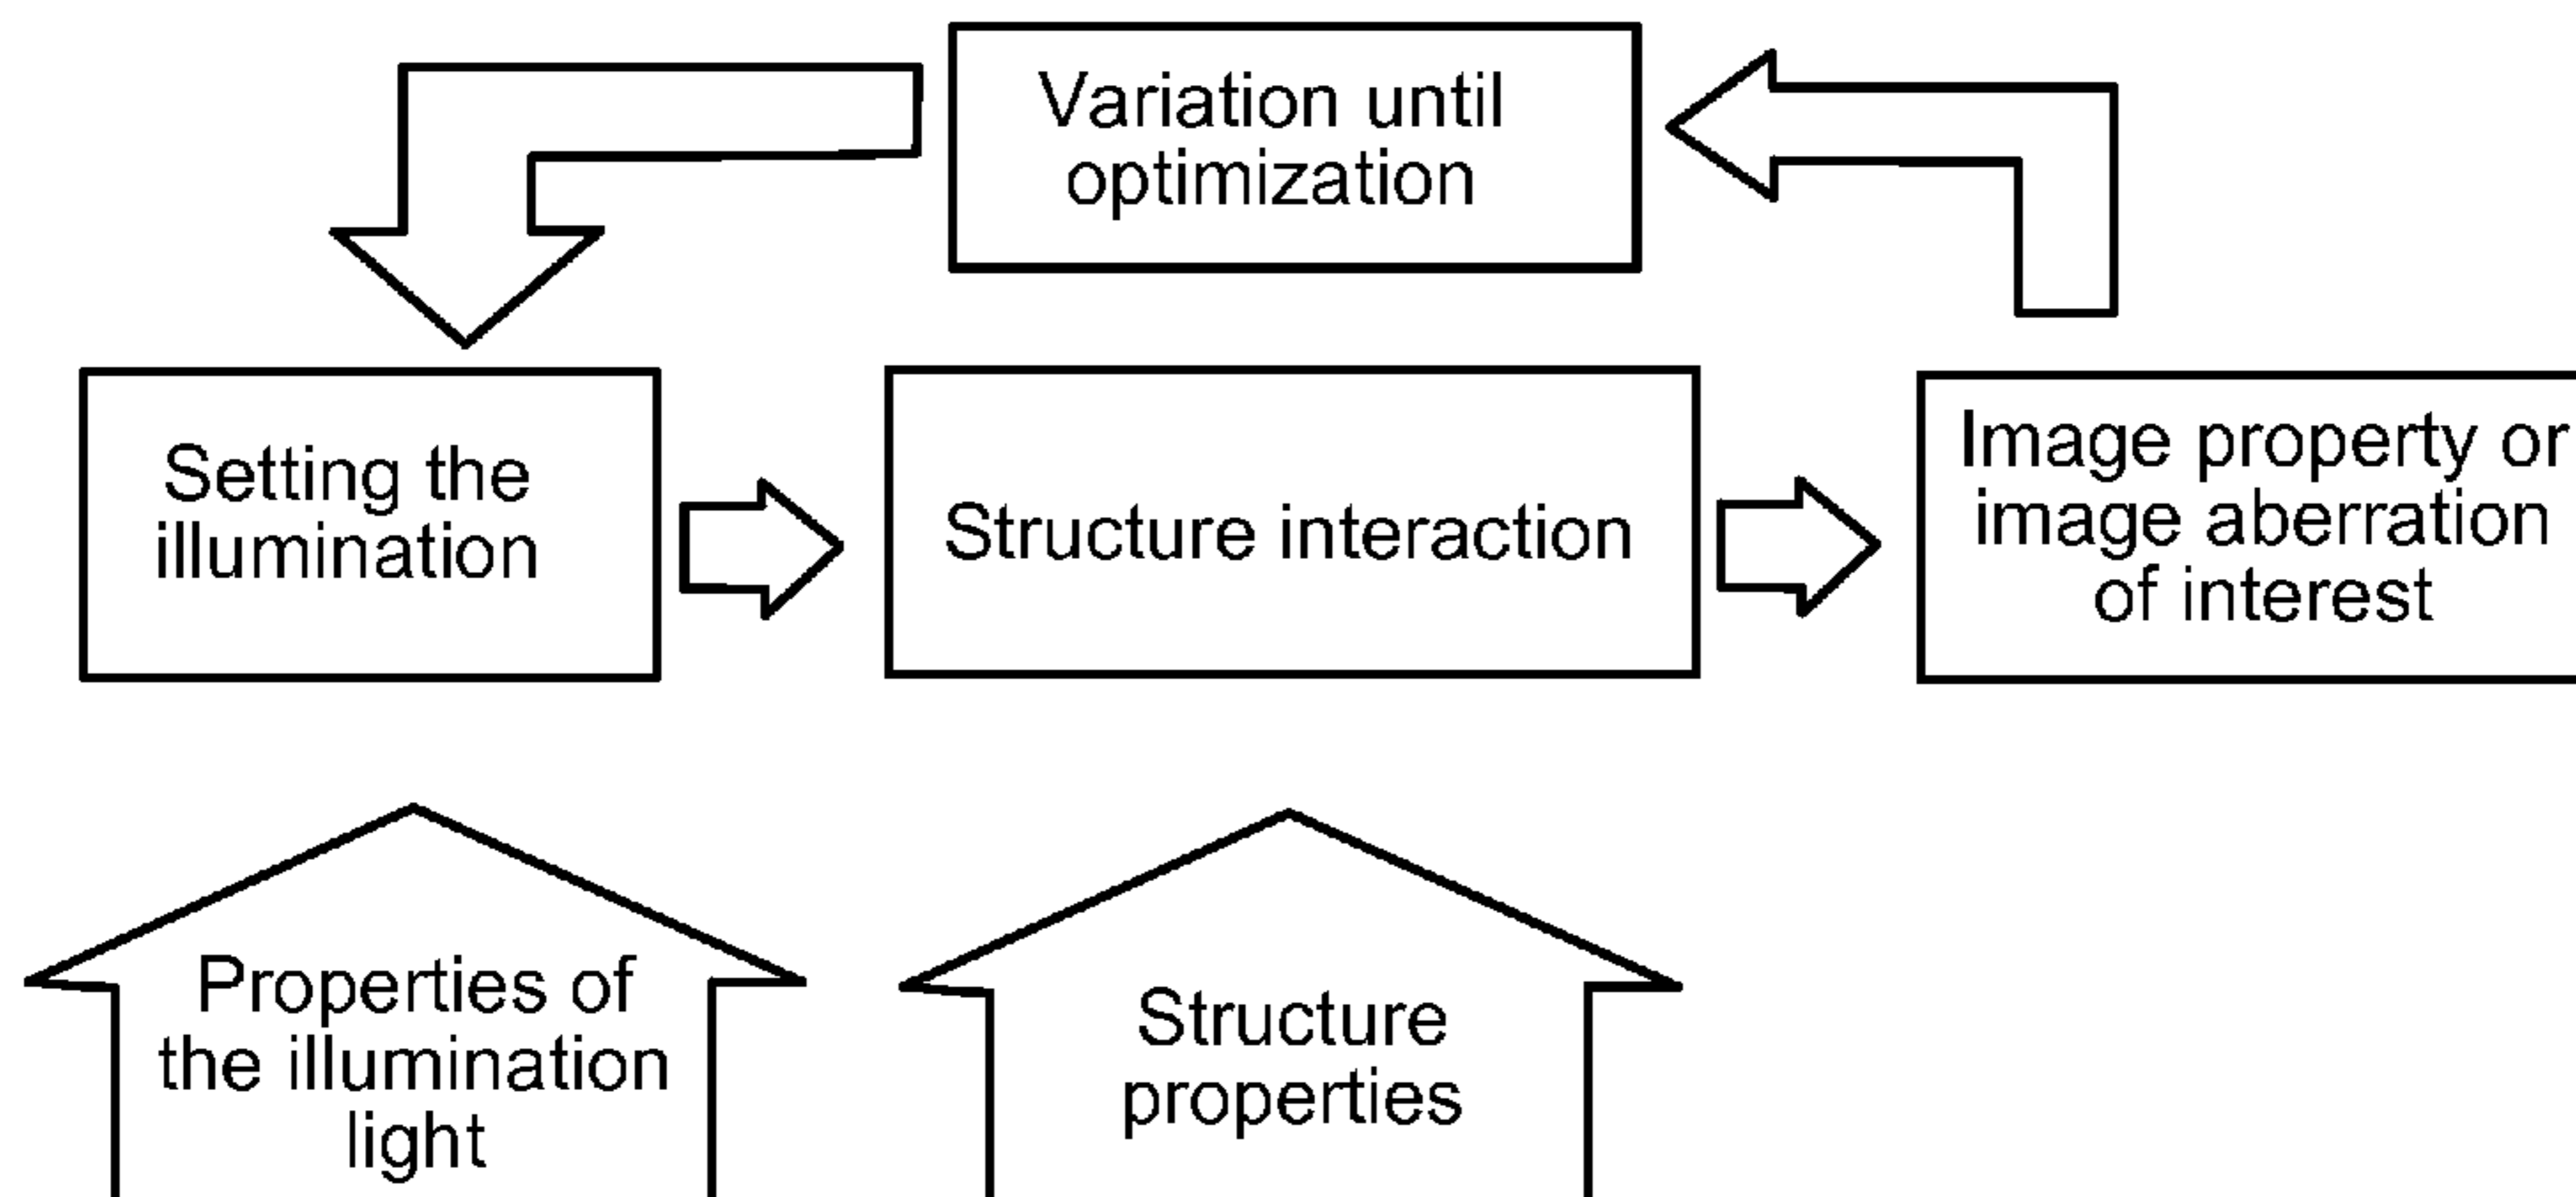 Variation until
optimization
Setting the
illumination
Structure interaction
Image property or
image aberration
of interest
Properties of
the illumination
light
Structure
properties